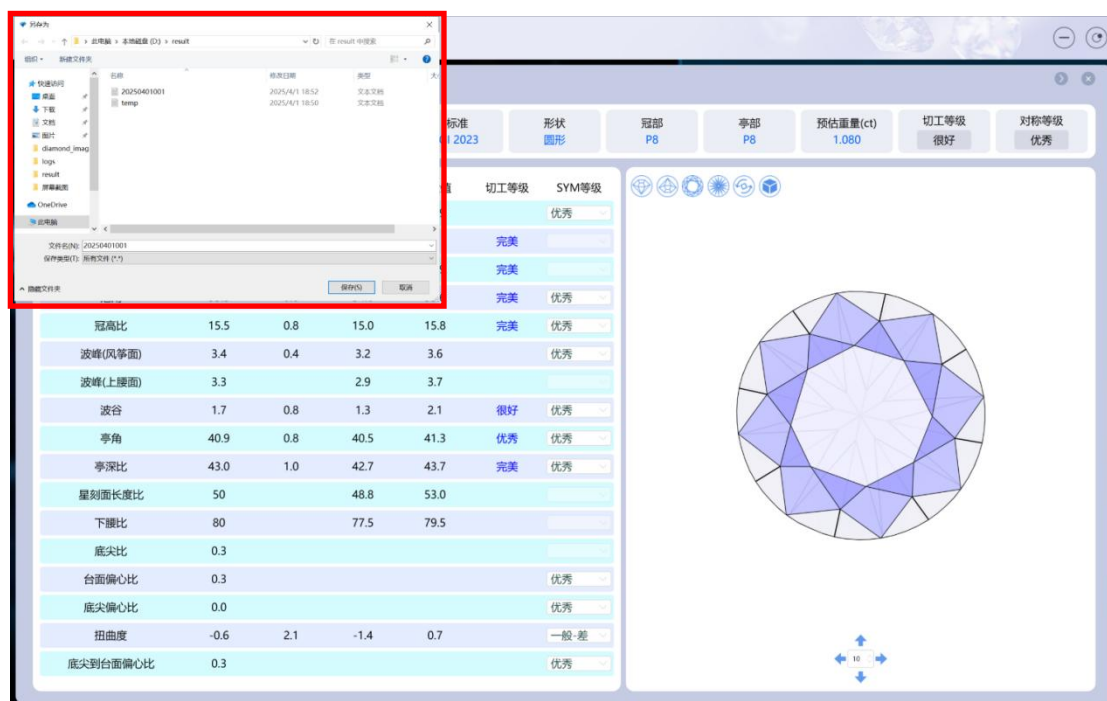 另存为
此电脑 > 本地磁盘 (D:) > result
在 result 中搜索
组织 新建文件夹
名称 修改日期 类型
20250401001 2025/4/1 18:52 文本文档
temp 2025/4/1 18:50 文本文档
快速访问
桌面
下载
文档
图片
diamond_imag
logs
result
屏幕截图
OneDrive
此电脑
文件名(N): 20250401001
保存类型(T): 所有文件 (*.*)
隐藏文件夹 保存(S) 取消
标准 形状 冠部 亭部 预估重量(ct) 切工等级 对称等级
2023 圆形 P8 P8 1.080 很好 优秀
切工等级 SYM等级
优秀
完美
完美
完美 优秀
冠高比 15.5 0.8 15.0 15.8 完美 优秀
波峰(风筝面) 3.4 0.4 3.2 3.6 优秀
波峰(上腰面) 3.3 2.9 3.7
波谷 1.7 0.8 1.3 2.1 很好 优秀
亭角 40.9 0.8 40.5 41.3 优秀 优秀
亭深比 43.0 1.0 42.7 43.7 完美 优秀
星刻面长度比 50 48.8 53.0
下腰比 80 77.5 79.5
底尖比 0.3
台面偏心比 0.3 优秀
底尖偏心比 0.0 优秀
扭曲度 -0.6 2.1 -1.4 0.7 一般-差
底尖到台面偏心比 0.3 优秀
10